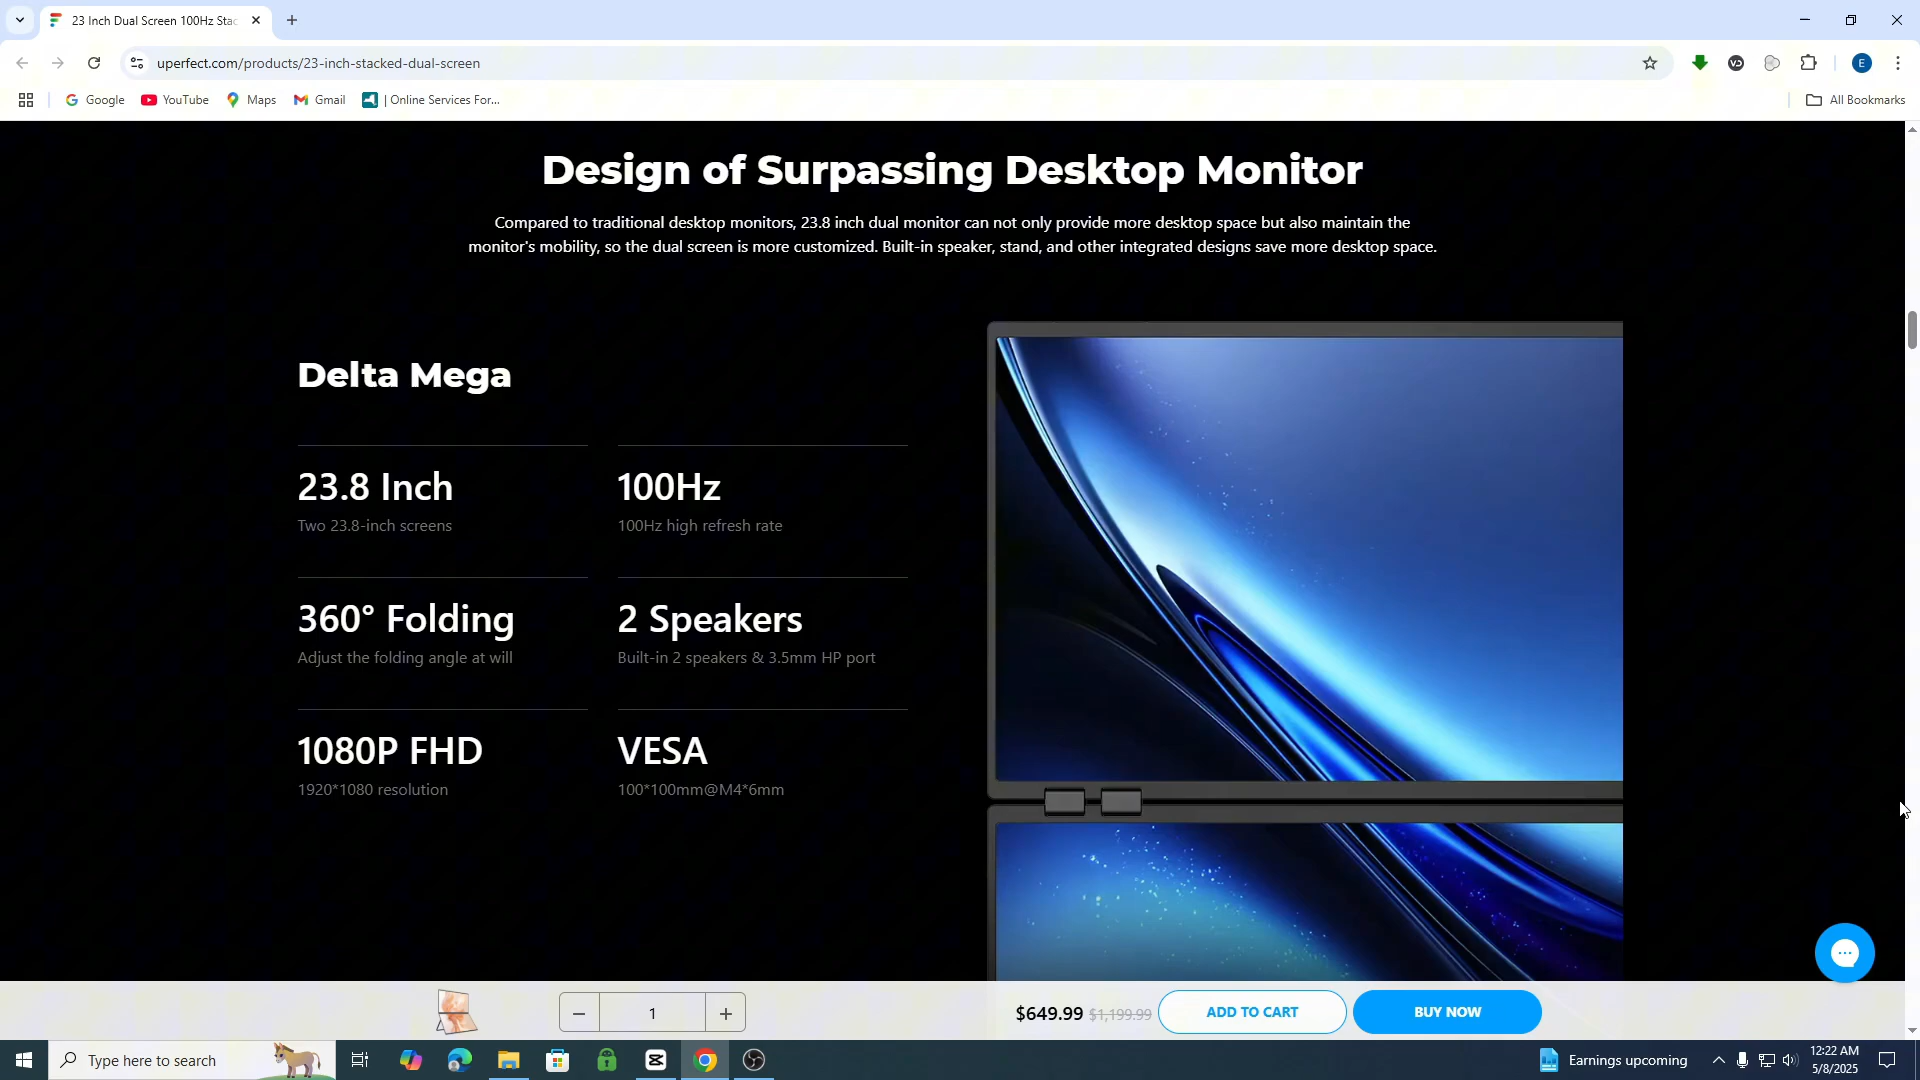 23 Inch Dual Screen 100Hz Stac
uperfect.com/products/23-inch-stacked-dual-screen
E
Google
YouTube
Maps
Gmail
| Online Services For...
All Bookmarks
Design of Surpassing Desktop Monitor
Compared to traditional desktop monitors, 23.8 inch dual monitor can not only provide more desktop space but also maintain the
monitor's mobility, so the dual screen is more customized. Built-in speaker, stand, and other integrated designs save more desktop space.
Delta Mega
23.8 Inch
Two 23.8-inch screens
100Hz
100Hz high refresh rate
360° Folding
Adjust the folding angle at will
2 Speakers
Built-in 2 speakers & 3.5mm HP port
1080P FHD
1920*1080 resolution
VESA
100*100mm@M4*6mm
1
$649.99 $1,199.99
ADD TO CART
BUY NOW
Type here to search
Earnings upcoming
12:22 AM
5/8/2025